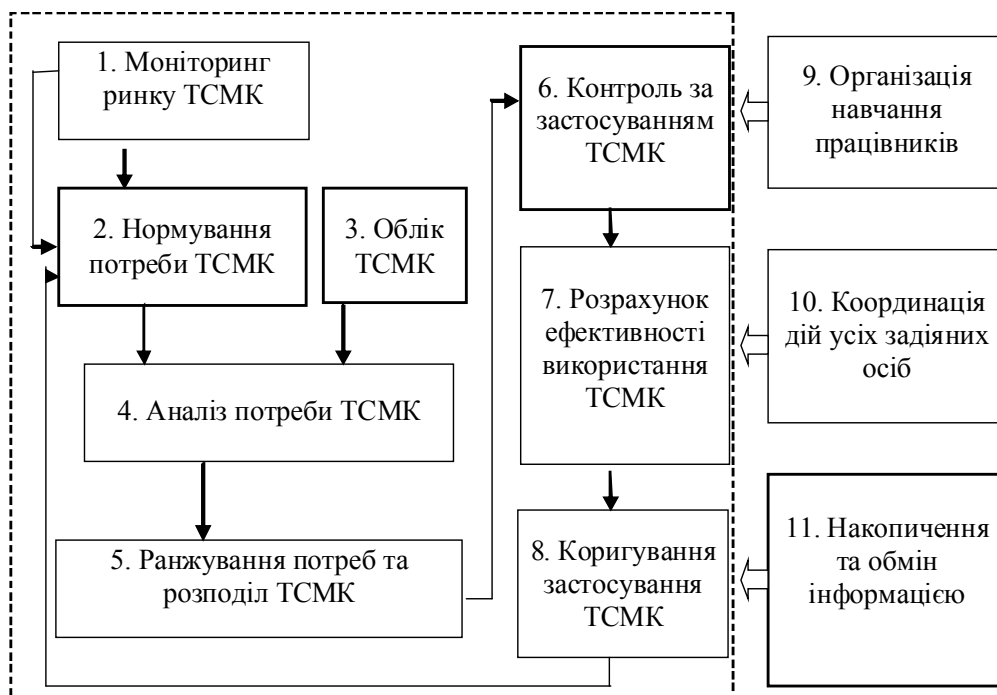 1. Моніторинг
ринку ТСМК
2. Нормування
потреби ТСМК
3. Облік
ТСМК
4. Аналіз потреби ТСМК
5. Ранжування потреб та
розподіл ТСМК
6. Контроль за
застосуванням
ТСМК
7. Розрахунок
ефективності
використання
ТСМК
8. Коригування
застосування
ТСМК
9. Організація
навчання
працівників
10. Координація
дій усіх задіяних
осіб
11. Накопичення
та обмін
інформацією